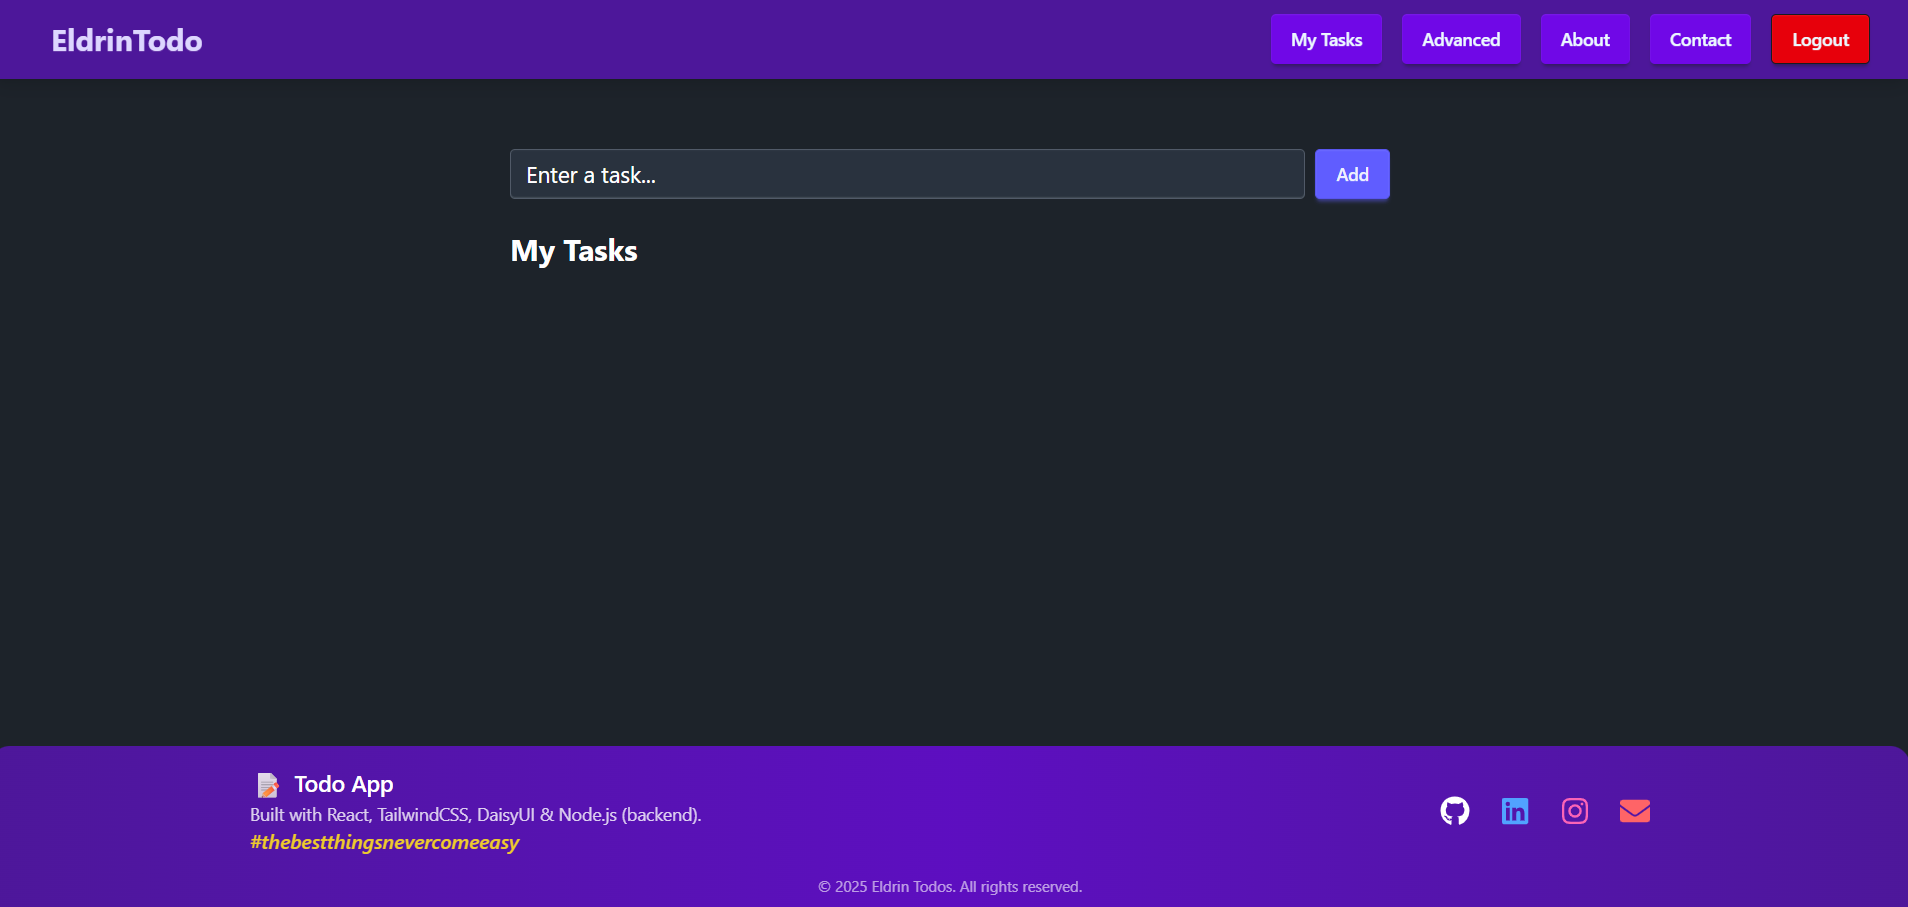 EldrinTodo
My Tasks
Advanced
About
Contact
Logout
Enter a task...
Add
My Tasks
Todo App
Built with React, TailwindCSS, DaisyUI & Node.js (backend).
#thebestthingsnevercomeeasy
in
© 2025 Eldrin Todos. All rights reserved.